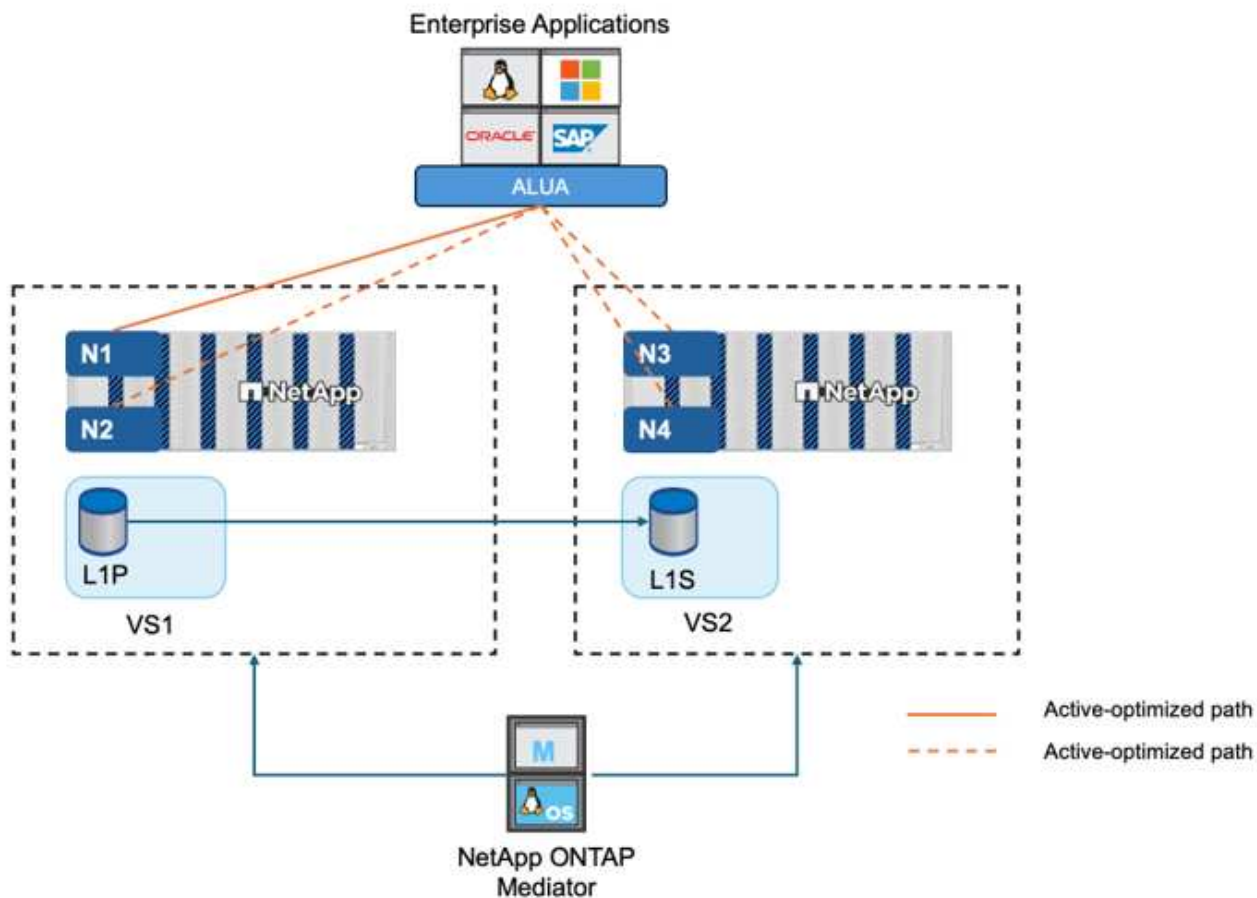 Enterprise Applications
ORACLE
SAP
ALUA
N1
NetApp
N2
N3
NetApp
N4
L1P
VS1
L1S
VS2
Active-optimized path
Active-optimized path
M
OS
NetApp ONTAP
Mediator